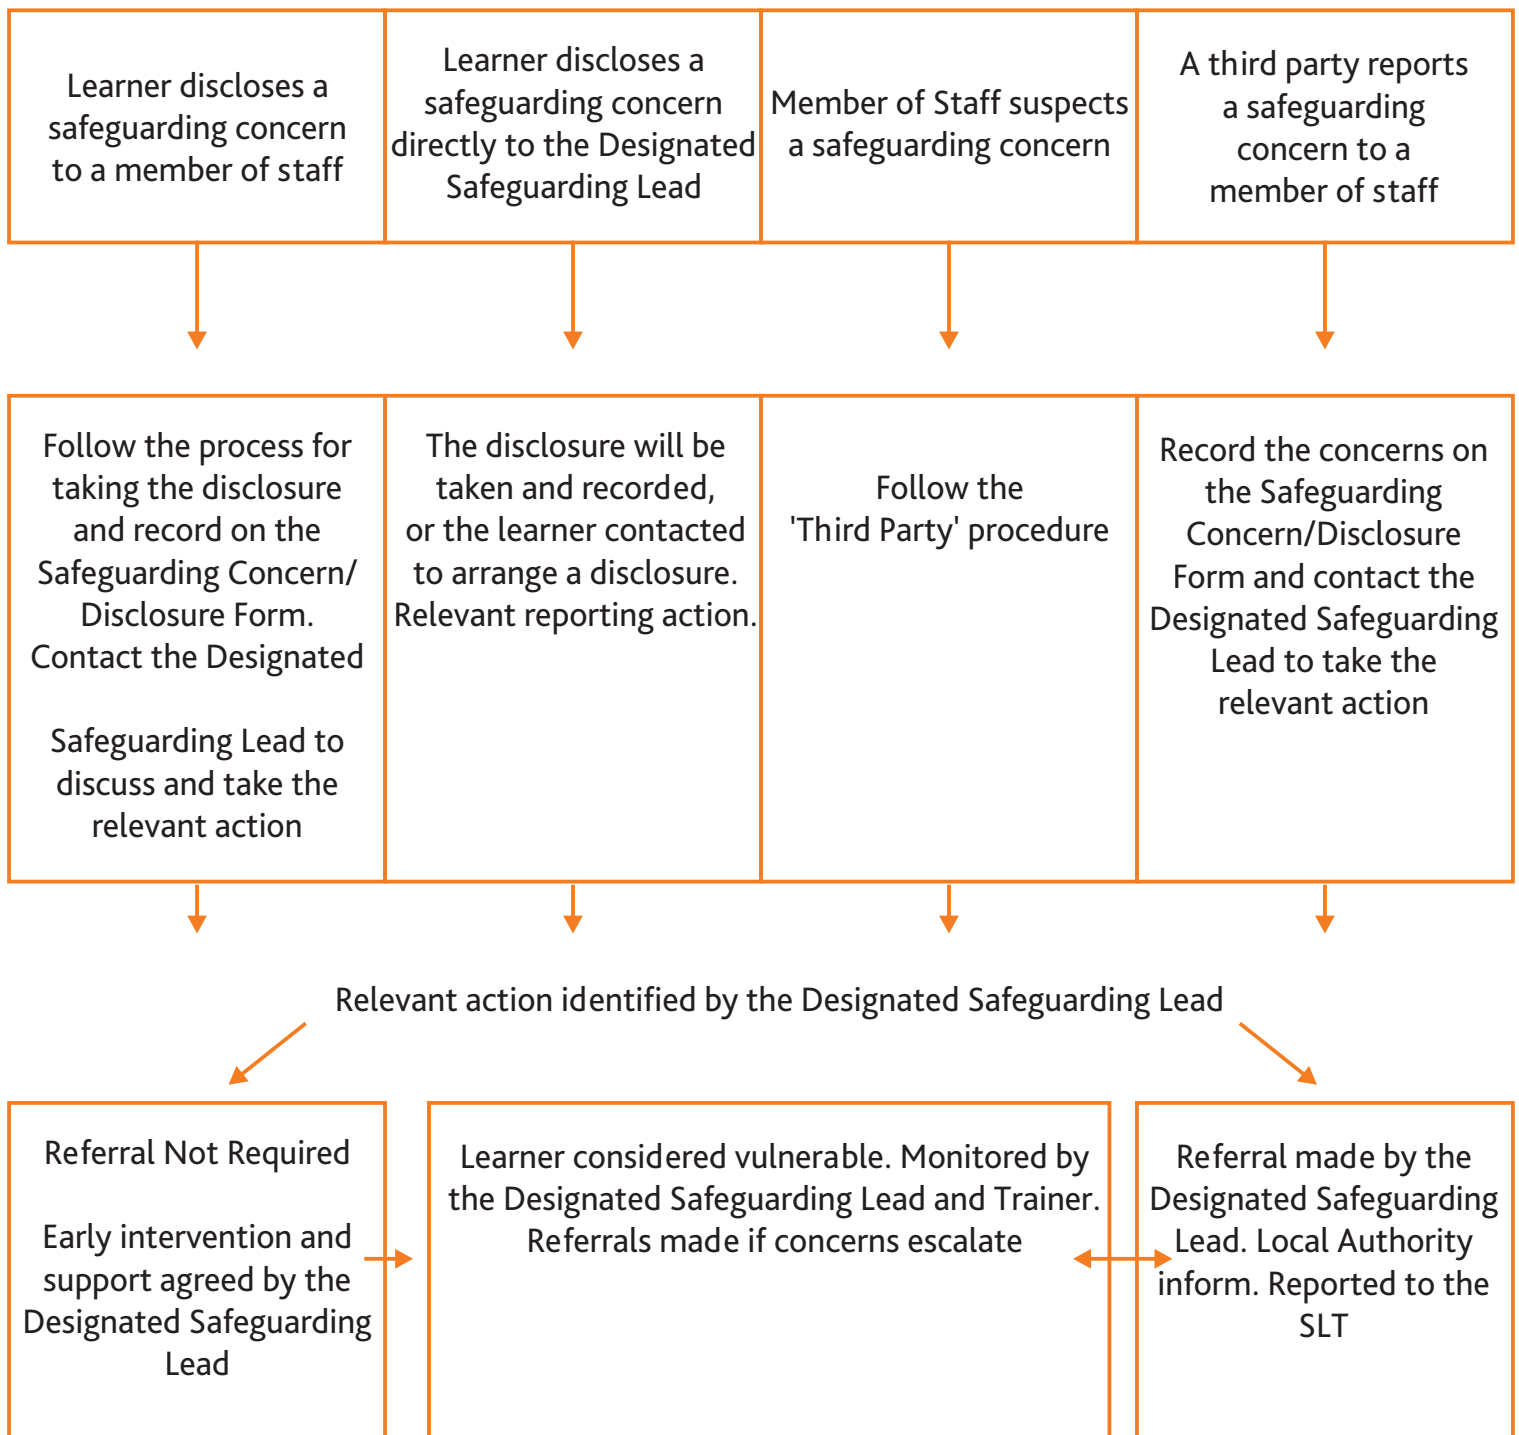 Learner discloses a
safeguarding concern
to a member of staff
Learner discloses a
safeguarding concern
directly to the Designated
Safeguarding Lead
Member of Staff suspects
a safeguarding concern
A third party reports
a safeguarding
concern to a
member of staff
Follow the process for
taking the disclosure
and record on the
Safeguarding Concern/
Disclosure Form.
Contact the Designated
Safeguarding Lead to
discuss and take the
relevant action
The disclosure will be
taken and recorded,
or the learner contacted
to arrange a disclosure.
Relevant reporting action.
Follow the
'Third Party' procedure
Record the concerns on
the Safeguarding
Concern/Disclosure
Form and contact the
Designated Safeguarding
Lead to take the
relevant action
Relevant action identified by the Designated Safeguarding Lead
Referral Not Required
Early intervention and
support agreed by the
Designated Safeguarding
Lead
Learner considered vulnerable. Monitored by
the Designated Safeguarding Lead and Trainer.
Referrals made if concerns escalate
Referral made by the
Designated Safeguarding
Lead. Local Authority
inform. Reported to the
SLT